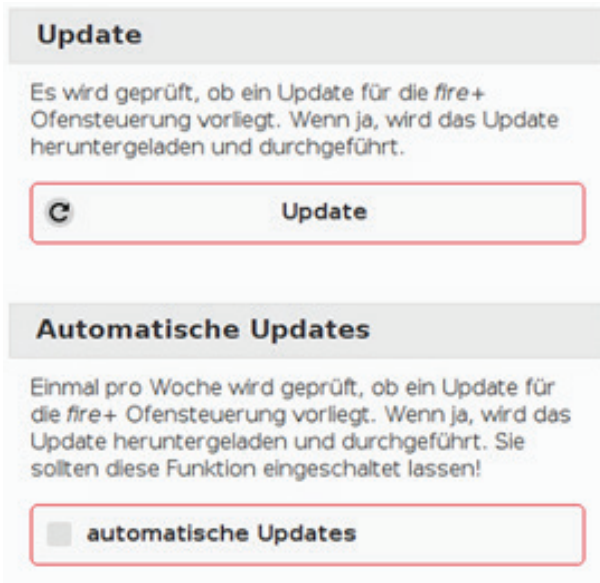 Update
Es wird geprüft, ob ein Update für die fire+
Ofensteuerung vorliegt. Wenn ja, wird das Update
heruntergeladen und durchgeführt.
Update
Automatische Updates
Einmal pro Woche wird geprüft, ob ein Update für
die fire+ Ofensteuerung vorliegt. Wenn ja, wird das
Update heruntergeladen und durchgeführt. Sie
sollten diese Funktion eingeschaltet lassen!
automatische Updates